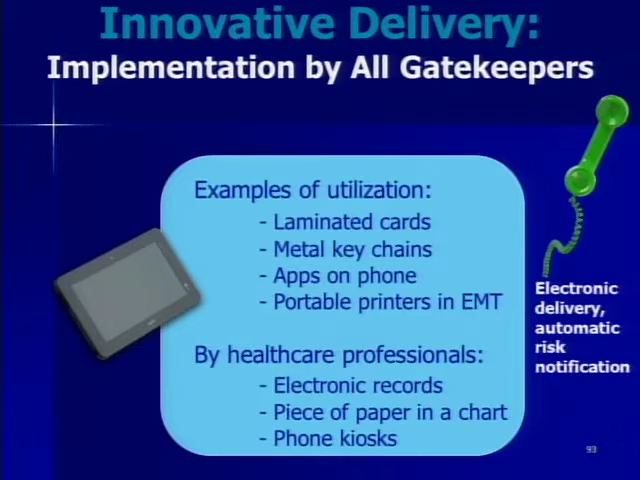 Innovative Delivery:
Implementation by All Gatekeepers
Examples of utilization:
- Laminated cards
- Metal key chains
- Apps on phone
- Portable printers in EMT
By healthcare professionals:
- Electronic records
- Piece of paper in a chart
- Phone kiosks
Electronic
delivery,
automatic
risk
notification
93